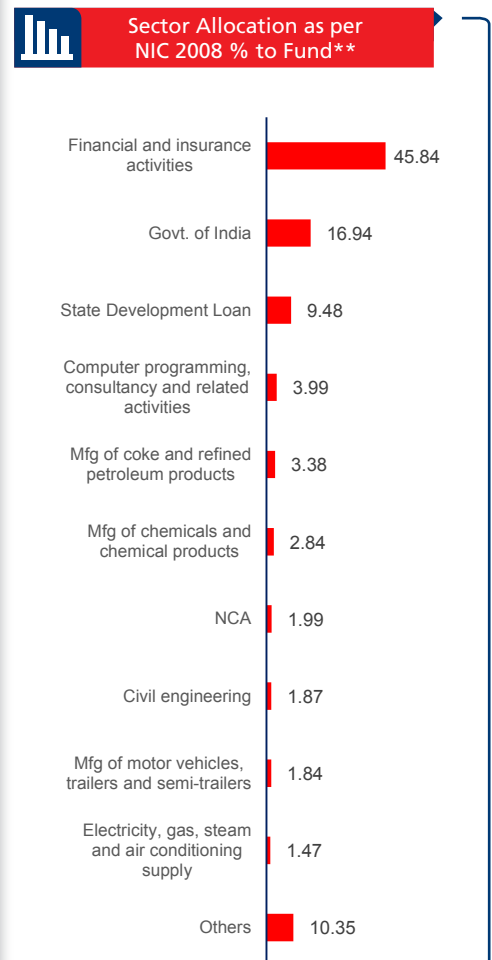 Sector Allocation as per
NIC 2008 % to Fund**
Financial and insurance
activities
45.84
Govt. of India
16.94
State Development Loan
9.48
Computer programming,
consultancy and related
activities
3.99
Mfg of coke and refined
petroleum products
3.38
Mfg of chemicals and
chemical products
2.84
NCA
1.99
Civil engineering
1.87
Mfg of motor vehicles,
trailers and semi-trailers
1.84
Electricity, gas, steam
and air conditioning
supply
1.47
Others
10.35